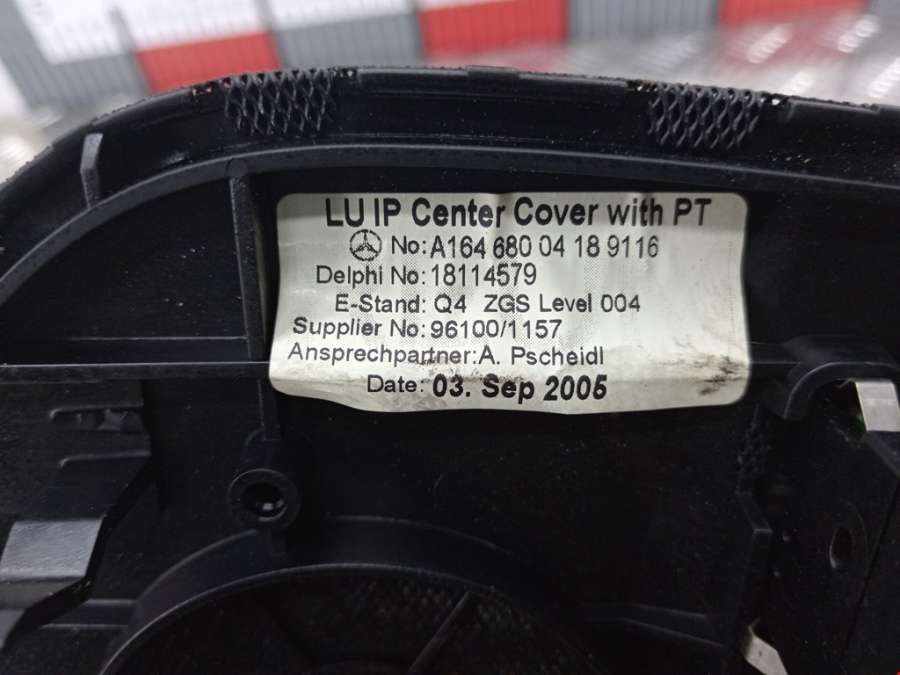 LU IP Center Cover with PT
No: A164 680 04 18 9116
Delphi No: 18114579
E-Stand: Q4 ZGS Level 004
Supplier No: 96100/1157
Ansprechpartner: A. Pscheidl
Date: 03. Sep 2005